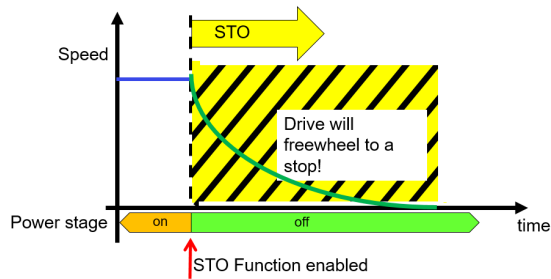 STO
Speed
Drive will
freewheel to a
stop!
Power stage
on
off
time
STO Function enabled